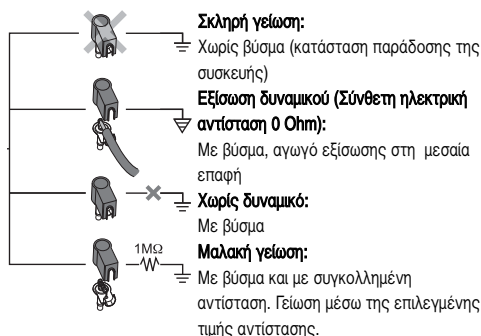 Σκληρή γείωση:
Χωρίς βύσμα (κατάσταση παράδοσης της
συσκευής)
Εξίσωση δυναμικού (Σύνθετη ηλεκτρική
αντίσταση 0 Ohm):
Με βύσμα, αγωγό εξίσωσης στη μεσαία
επαφή
Χωρίς δυναμικό:
Με βύσμα
1MΩ
Μαλακή γείωση:
Με βύσμα και με συγκολλημένη
αντίσταση. Γείωση μέσω της επιλεγμένης
τιμής αντίστασης.